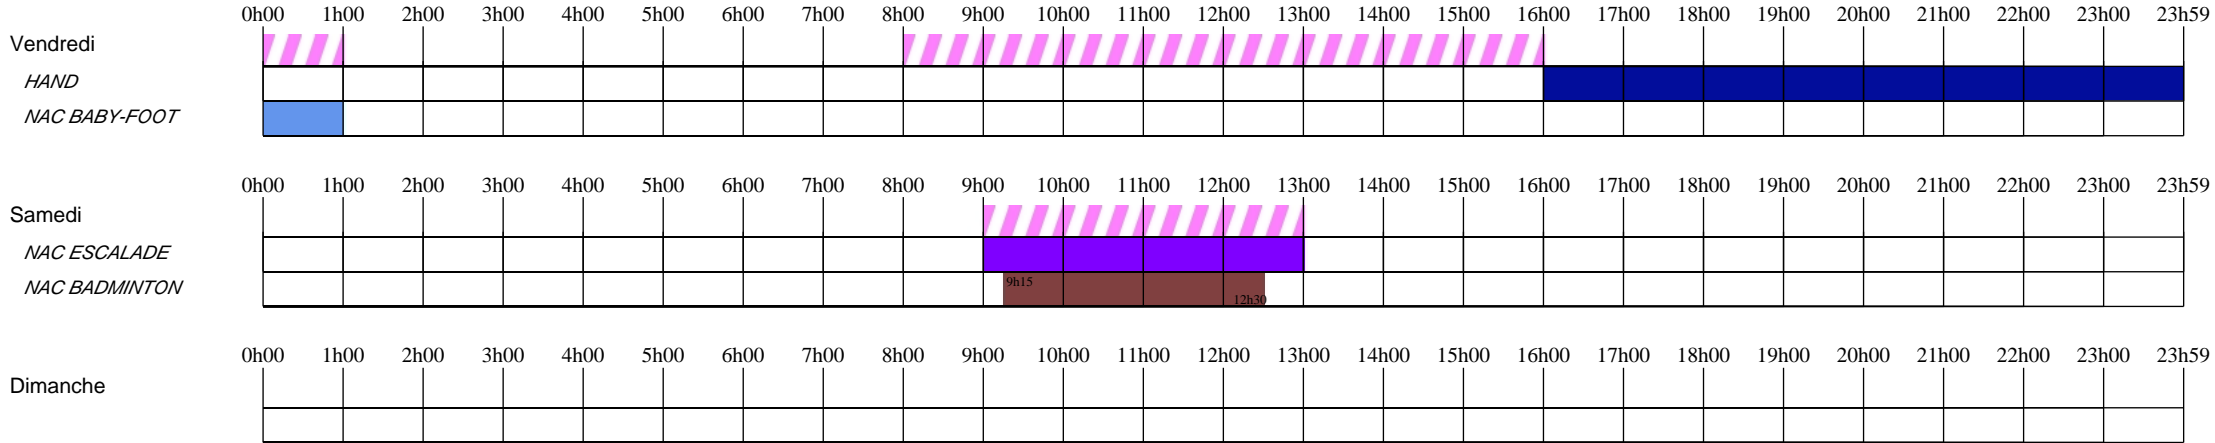 0h00 1h00 2h00 3h00 4h00 5h00 6h00 7h00 8h00 9h00 10h00 11h00 12h00 13h00 14h00 15h00 16h00 17h00 18h00 19h00 20h00 21h00 22h00 23h00 23h59
Vendredi
HAND
NAC BABY-FOOT
0h00 1h00 2h00 3h00 4h00 5h00 6h00 7h00 8h00 9h00 10h00 11h00 12h00 13h00 14h00 15h00 16h00 17h00 18h00 19h00 20h00 21h00 22h00 23h00 23h59
Samedi
NAC ESCALADE
NAC BADMINTON 9h15
12h30
0h00 1h00 2h00 3h00 4h00 5h00 6h00 7h00 8h00 9h00 10h00 11h00 12h00 13h00 14h00 15h00 16h00 17h00 18h00 19h00 20h00 21h00 22h00 23h00 23h59
Dimanche